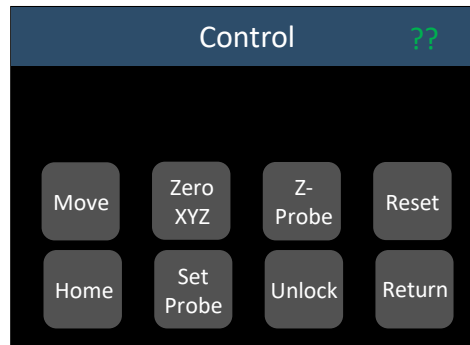 Control ??
Move Zero XYZ Z-Probe Reset
Home Set Probe Unlock Return